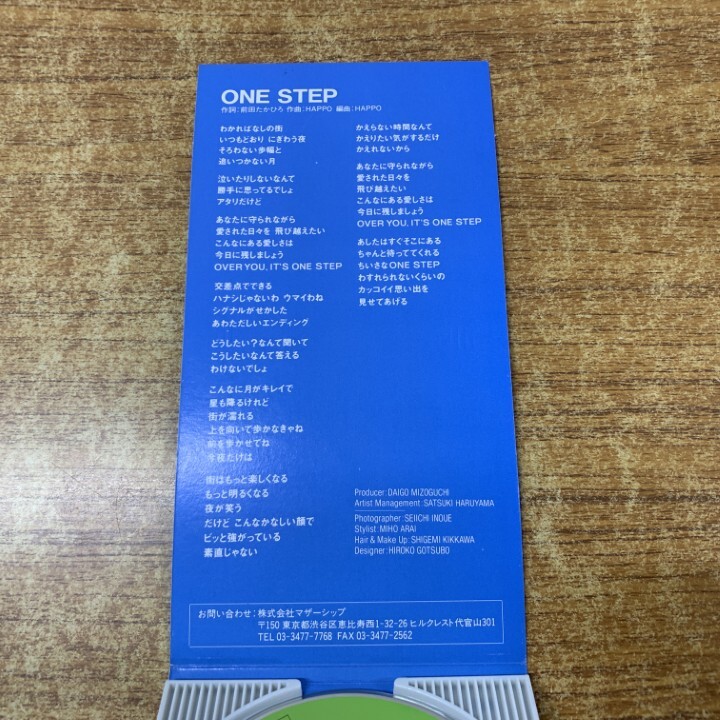 ONE STEP
作詞:前田たかひろ 作曲:HAPPO 編曲:HAPPO
わかればなしの街
いつもどおり にぎわう夜
そろわない歩幅と
追いつかない月
泣いたりしないなんて
勝手に思ってるでしょ
アタリだけど
あなたに守られながら
愛された日々を 飛び越えたい
こんなにある愛しさは
今日に残しましょう
OVER YOU, IT'S ONE STEP
交差点でできる
ハナシじゃないわ ウマイわね
シグナルがせかした
あわただしいエンディング
どうしたい?なんて聞いて
こうしたいなんて答える
わけないでしょ
こんなに月がキレイで
星も降るけれど
街が濡れる
上を向いて歩かなきゃね
前を歩かせてね
今夜だけは
街はもっと楽しくなる
もっと明るくなる
夜が笑う
だけど こんなかなしい顔で
ビッと強がっている
素直じゃない
かえらない時間なんて
かえりたい気がするだけ
かえれないから
あなたに守られながら
愛された日々を
飛び越えたい
こんなにある愛しさは
今日に残しましょう
OVER YOU, IT'S ONE STEP
あしたはすぐそこにある
ちゃんと待っててくれる
ちいさなONE STEP
わすれられないくらいの
カッコイイ思い出を
見せてあげる
Producer: DAIGO MIZOGUCHI
Artist Management: SATSUKI HARUYAMA
Photographer: SEIICHI INOUE
Stylist: MIHO ARAI
Hair & Make Up: SHIGEMI KIKKAWA
Designer: HIROKO GOTSUBO
お問い合わせ:株式会社マザーシップ
〒150 東京都渋谷区恵比寿西1-32-26 ヒルクレスト代官山301
TEL 03-3477-7768 FAX 03-3477-2562